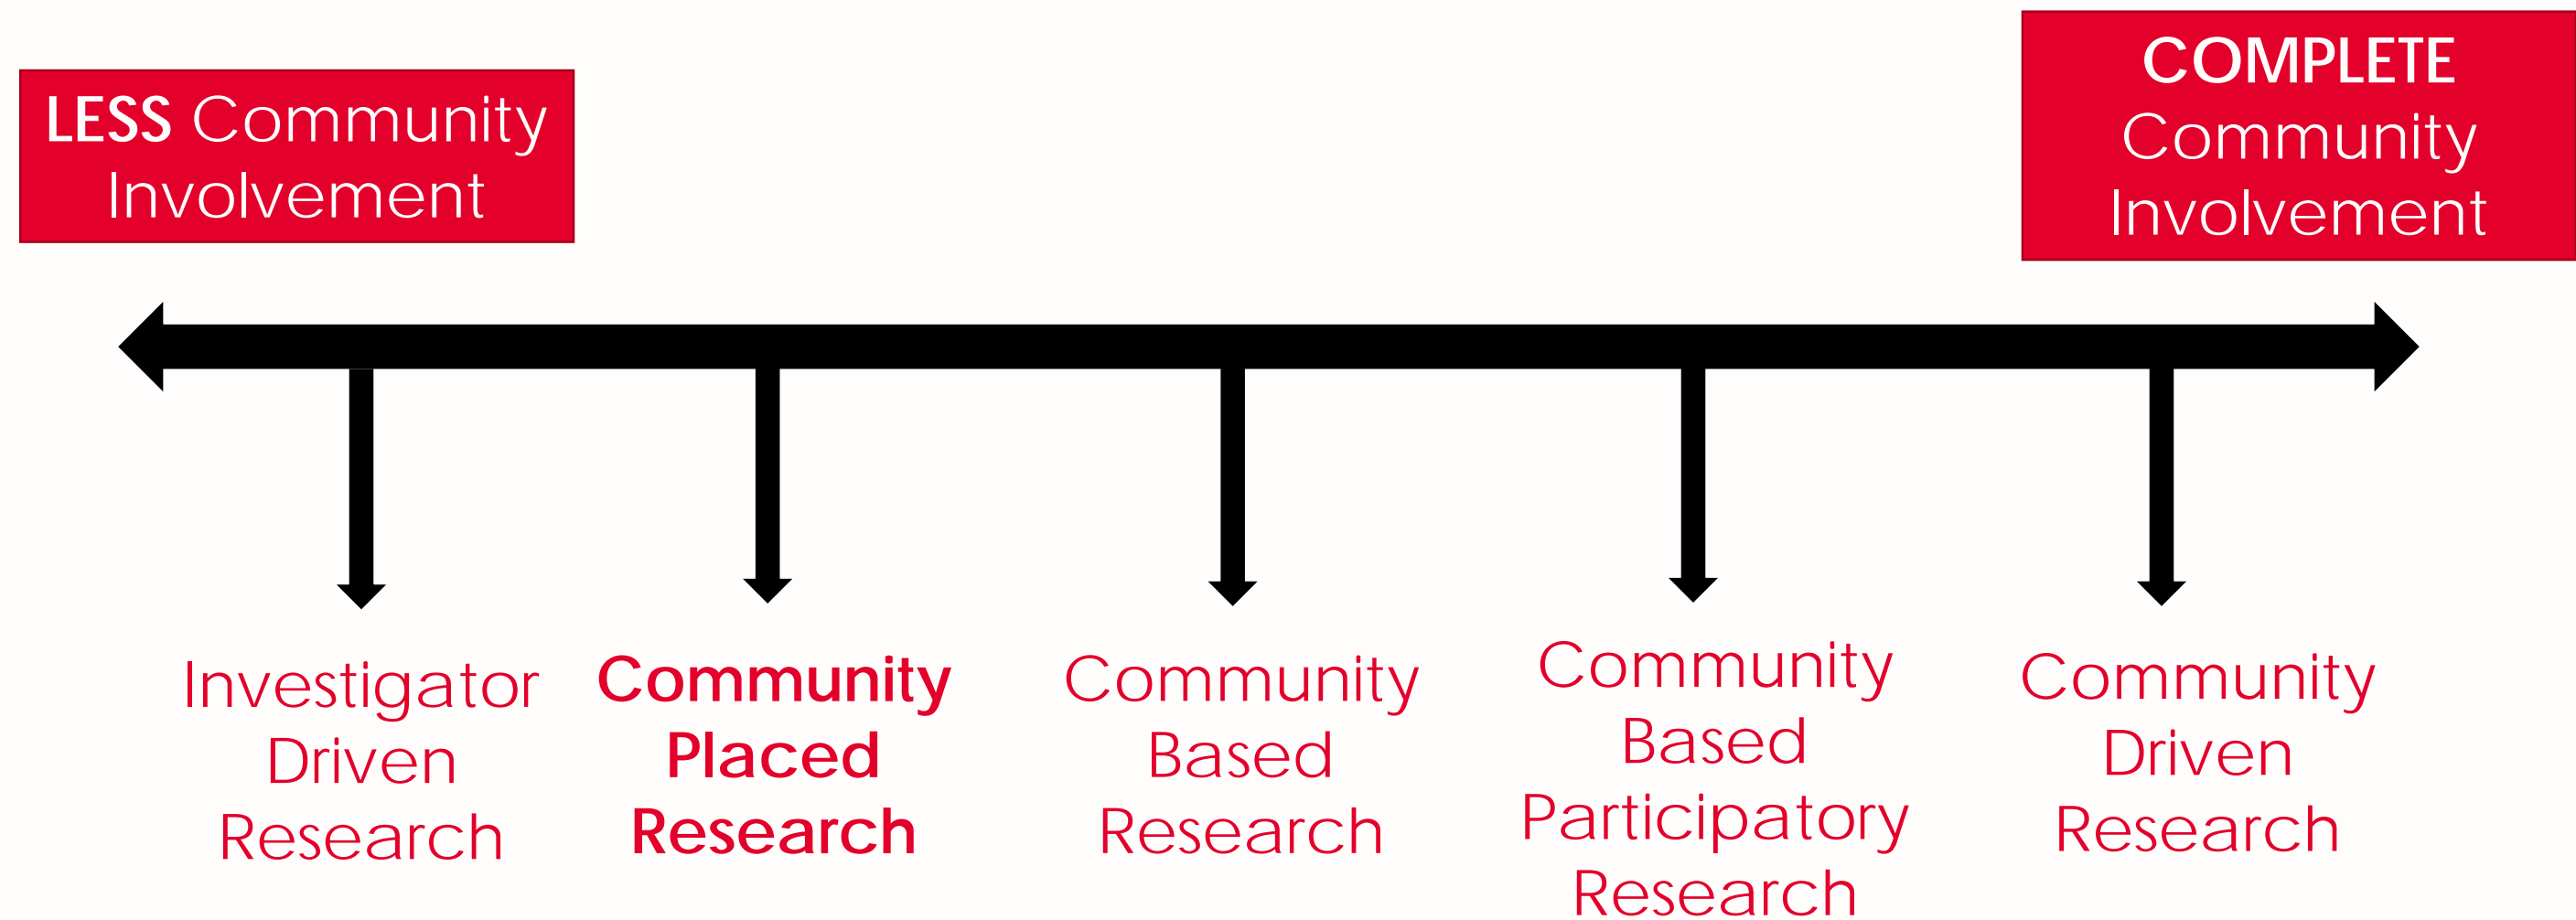 LESS Community
Involvement
COMPLETE
Community
Involvement
Investigator
Driven
Research
Community
Placed
Research
Community
Based
Research
Community
Based
Participatory
Research
Community
Driven
Research